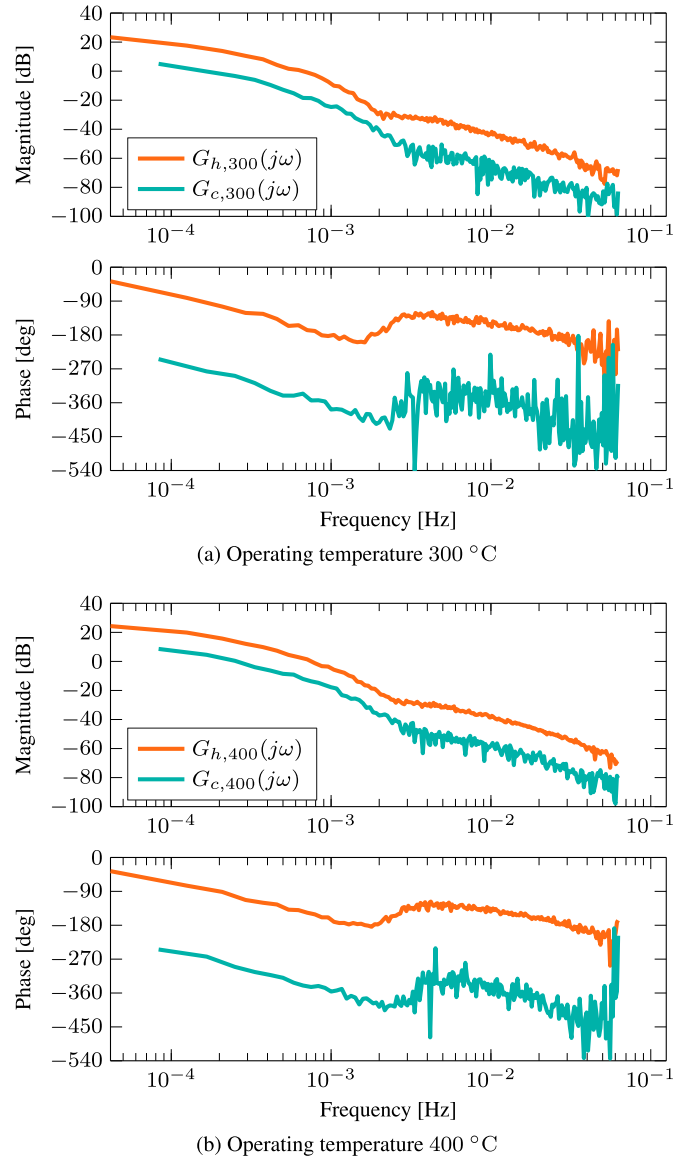 40
20
0
−20
−40
−60
−80
−100
Magnitude [dB]
G_{h,300}(jω)
G_{c,300}(jω)
10^{−4} 10^{−3} 10^{−2} 10^{−1}
0
−90
−180
−270
−360
−450
−540
Phase [deg]
10^{−4} 10^{−3} 10^{−2} 10^{−1}
Frequency [Hz]
(a) Operating temperature 300 °C
40
20
0
−20
−40
−60
−80
−100
Magnitude [dB]
G_{h,400}(jω)
G_{c,400}(jω)
10^{−4} 10^{−3} 10^{−2} 10^{−1}
0
−90
−180
−270
−360
−450
−540
Phase [deg]
10^{−4} 10^{−3} 10^{−2} 10^{−1}
Frequency [Hz]
(b) Operating temperature 400 °C